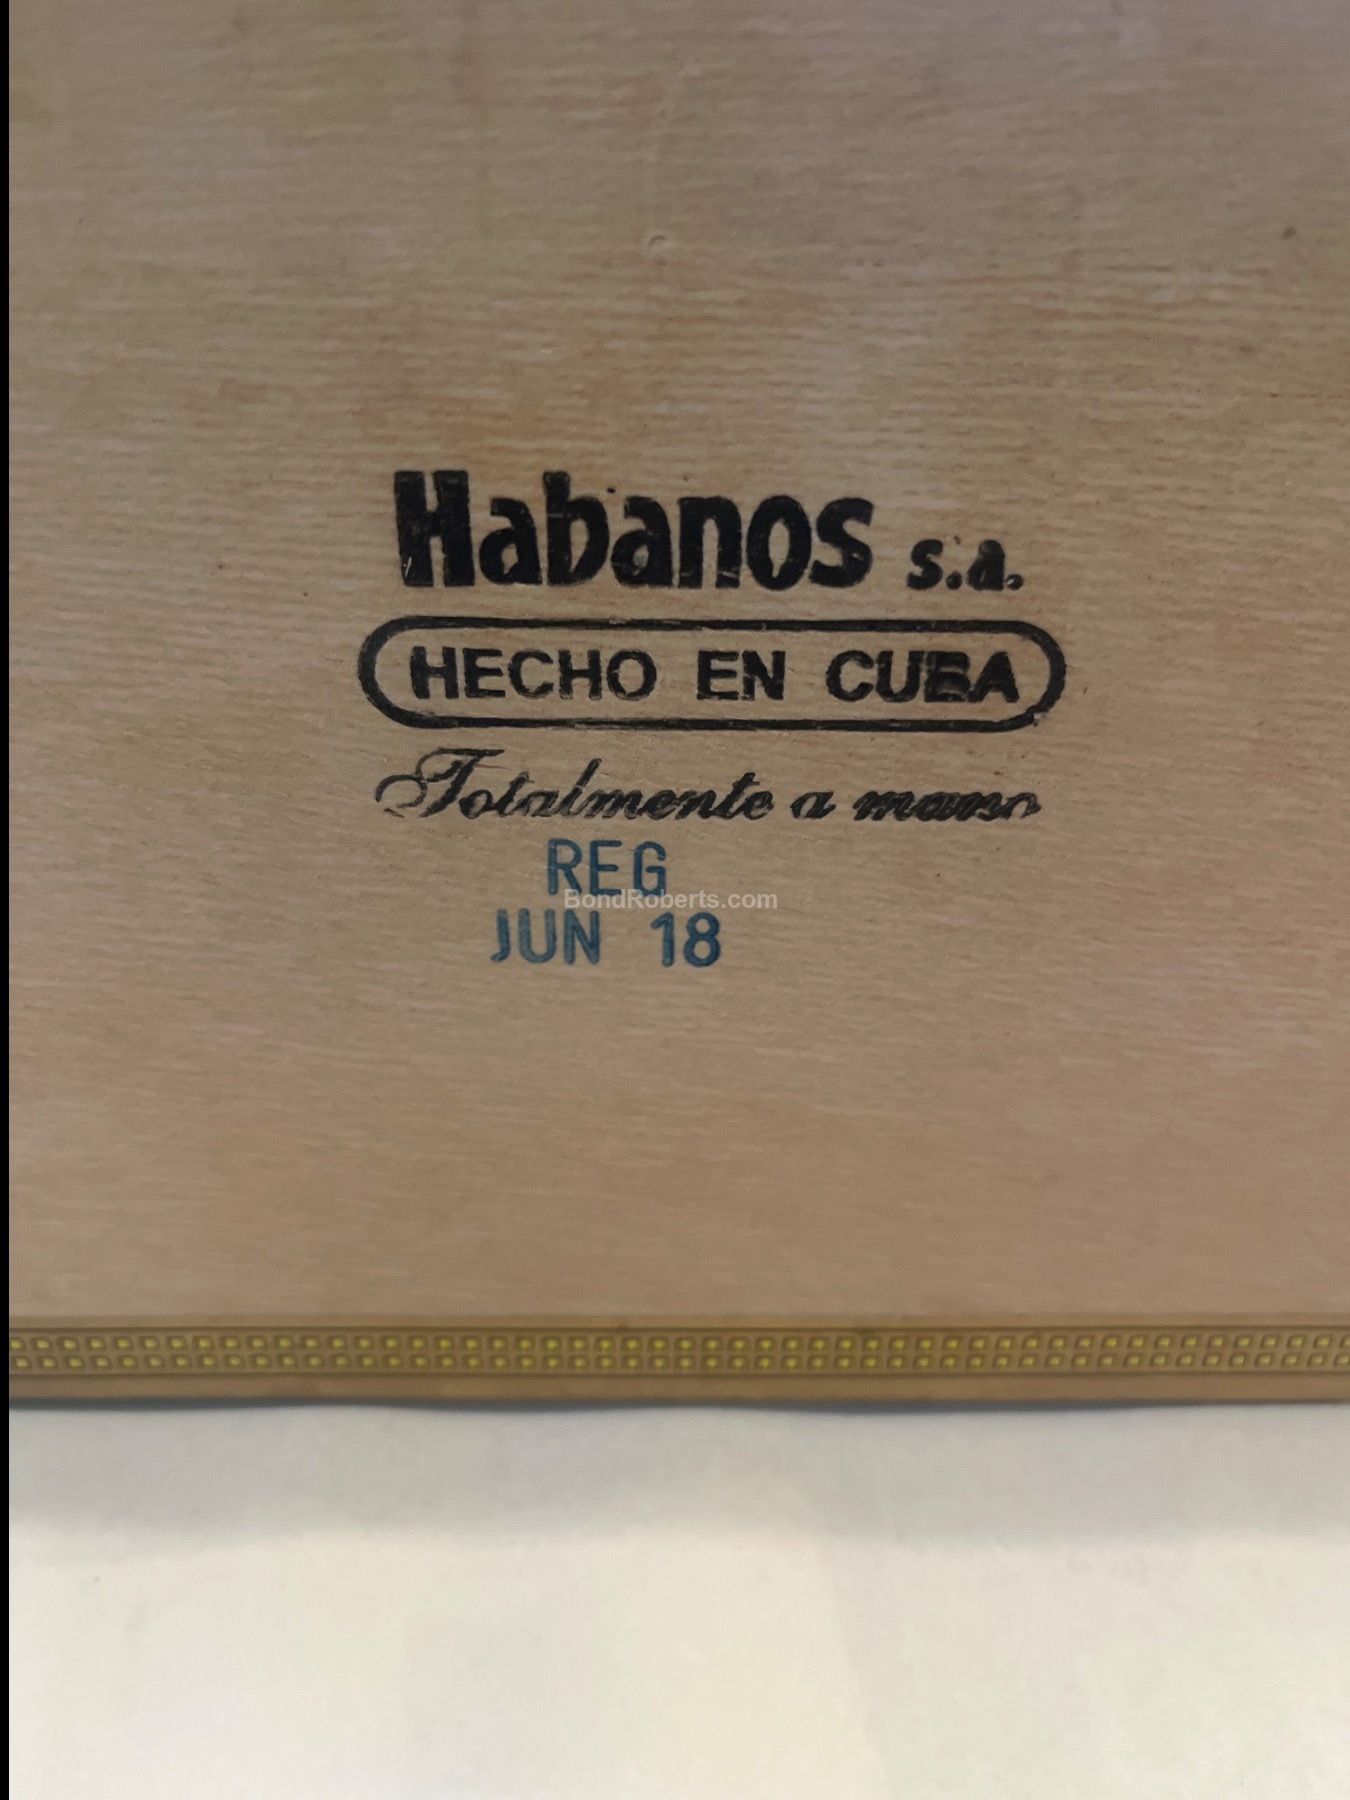 Habanos s.a.
HECHO EN CUBA
Totalmente a mano
REG
BondRoberts.com
JUN 18